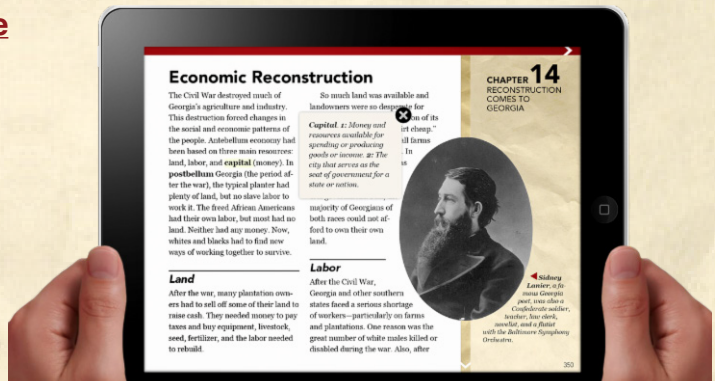 e
Economic Reconstruction
The Civil War destroyed much of
Georgia's agriculture and industry.
This destruction forced changes in
the social and economic patterns of
the people. Antebellum economy had
been based on three main resources:
land, labor, and capital (money). In
postbellum Georgia (the period af-
ter the war), the typical planter had
plenty of land, but no slave labor to
work it. The freed African Americans
had their own labor, but most had no
land. Neither had any money. Now,
whites and blacks had to find new
ways of working together to survive.
Land
After the war, many plantation own-
ers had to sell off some of their land to
raise cash. They needed money to pay
taxes and buy equipment, livestock,
seed, fertilizer, and the labor needed
to rebuild.
So much land was available and
landowners were so desperate for
on of its
irt cheap."
all farms
In
majority of Georgians of
both races could not af-
ford to own their own
land.
Labor
After the Civil War,
Georgia and other southern
states faced a serious shortage
of workers—particularly on farms
and plantations. One reason was the
great number of white males killed or
disabled during the war. Also, after
Capital. 1: Money and
resources available for
spending or producing
goods or income. 2: The
city that serves as the
seat of government for a
state or nation.
CHAPTER 14
RECONSTRUCTION
COMES TO
GEORGIA
Sidney
Lanier, a fa-
mous Georgia
poet, was also a
Confederate soldier,
teacher, law clerk,
novelist, and a flutist
with the Baltimore Symphony
Orchestra.
350